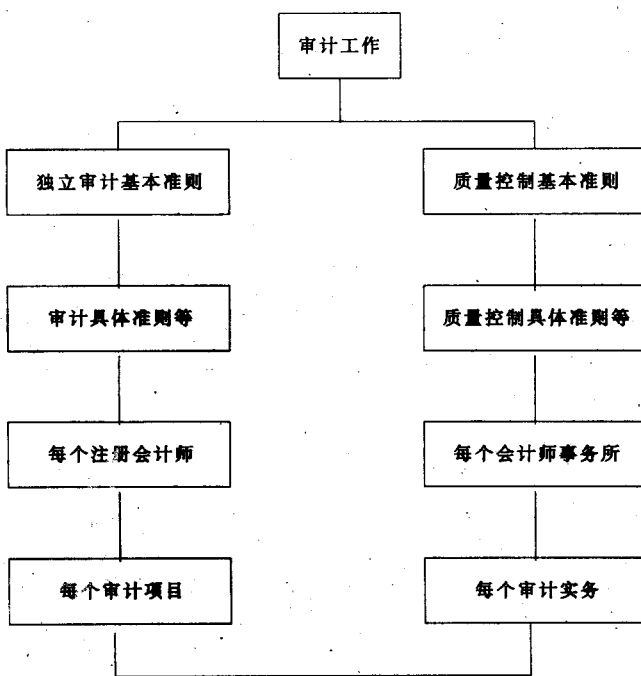 审计工作
独立审计基本准则
质量控制基本准则
审计具体准则等
质量控制具体准则等
每个注册会计师
每个会计师事务所
每个审计项目
每个审计实务